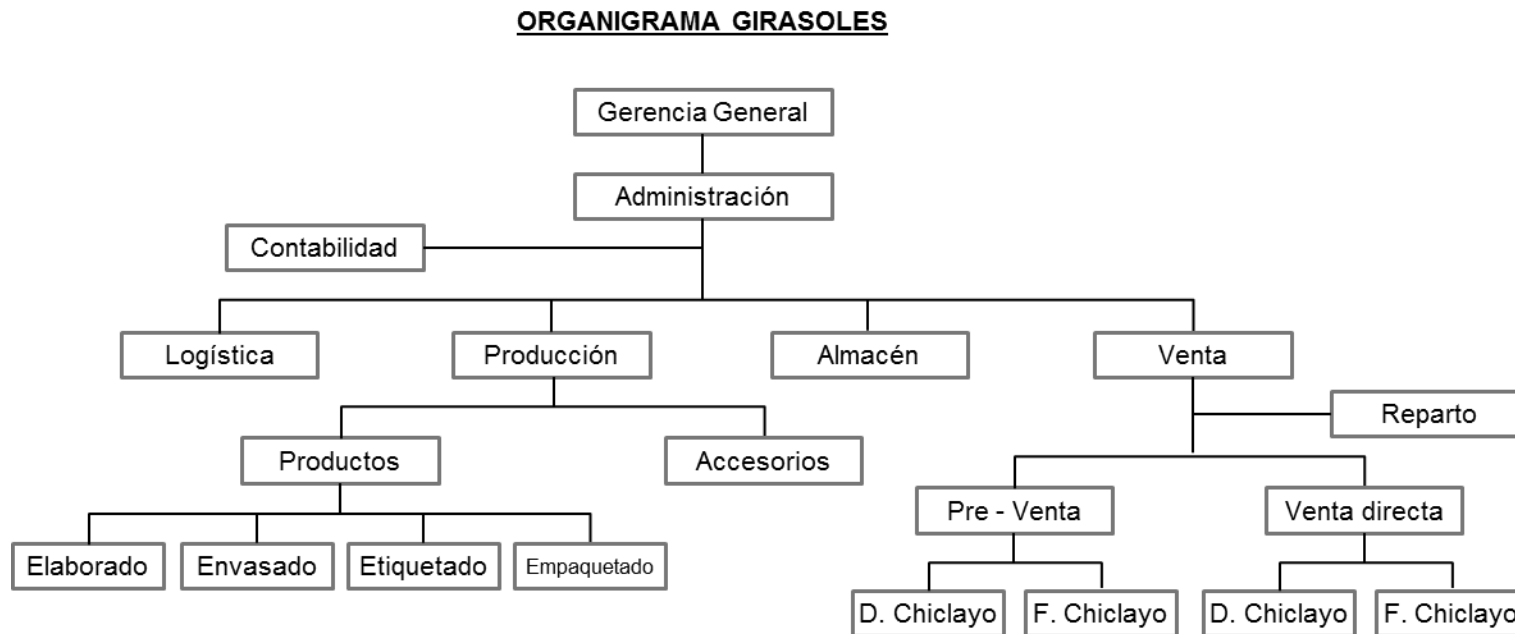 ORGANIGRAMA GIRASOLES
Gerencia General
Administración
Contabilidad
Logística
Producción
Almacén
Venta
Reparto
Productos
Accesorios
Pre - Venta
Venta directa
Elaborado
Envasado
Etiquetado
Empaquetado
D. Chiclayo
F. Chiclayo
D. Chiclayo
F. Chiclayo